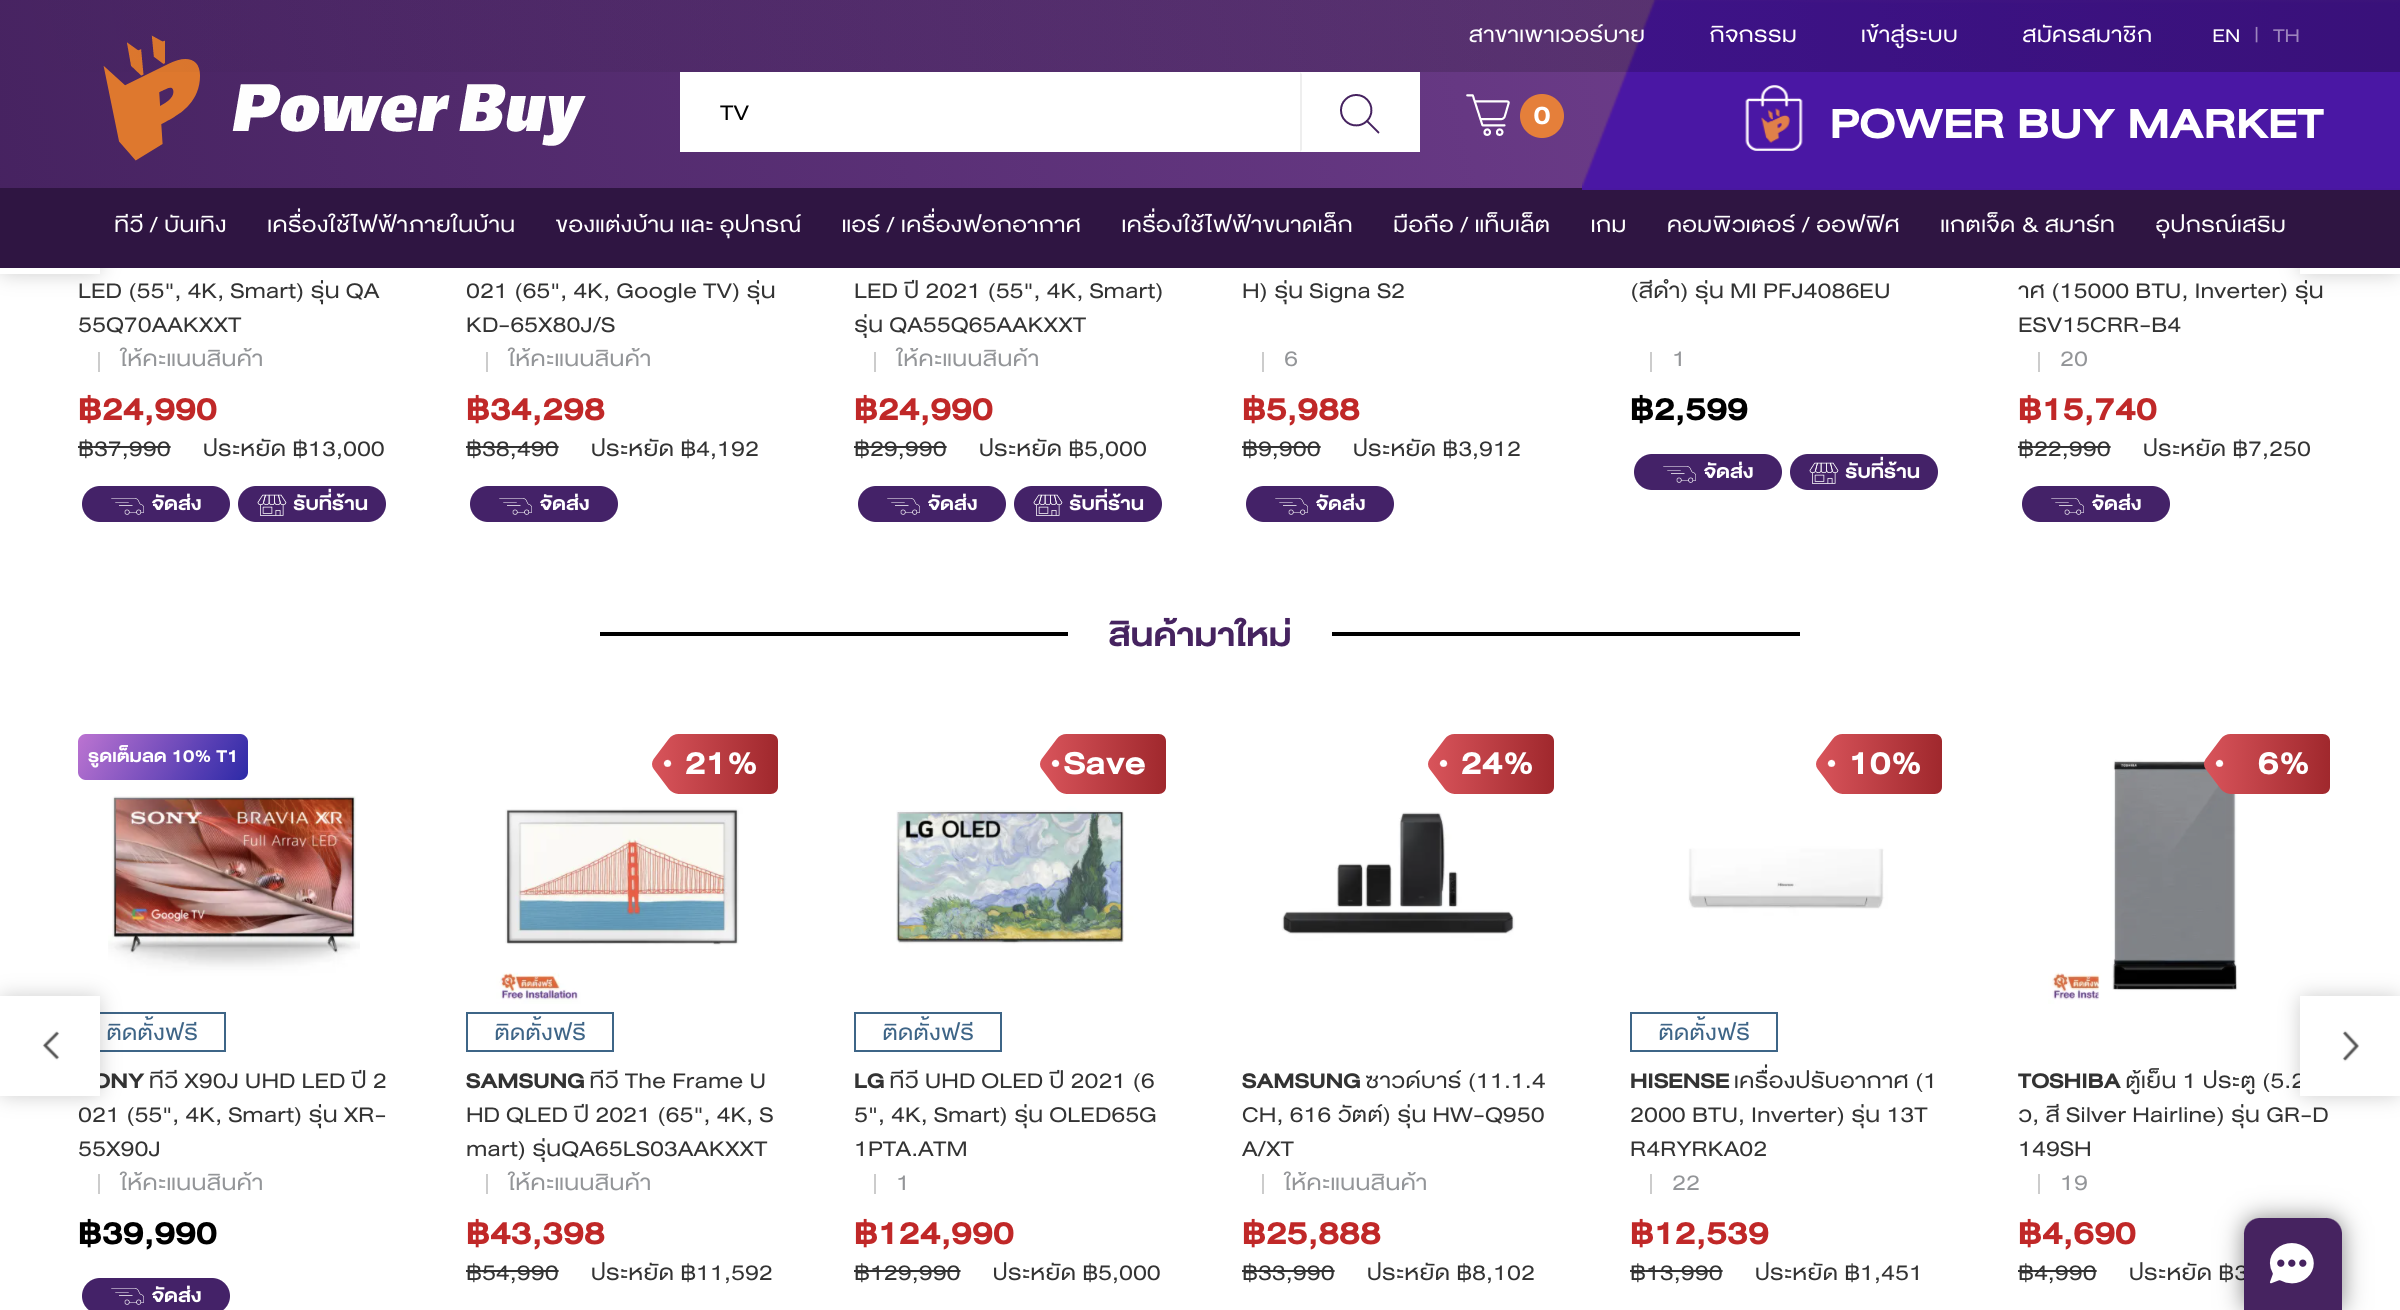 สาขาเพาเวอร์บาย กิจกรรม เข้าสู่ระบบ สมัครสมาชิก EN | TH
Power Buy
TV
0
POWER BUY MARKET
ทีวี / บันเทิง เครื่องใช้ไฟฟ้าภายในบ้าน ของแต่งบ้าน และ อุปกรณ์ แอร์ / เครื่องฟอกอากาศ เครื่องใช้ไฟฟ้าขนาดเล็ก มือถือ / แท็บเล็ต เกม คอมพิวเตอร์ / ออฟฟิศ แกตเจ็ด & สมาร์ท อุปกรณ์เสริม
LED (55", 4K, Smart) รุ่น QA
55Q70AAKXXT
| ให้คะแนนสินค้า
฿24,990
฿37,990 ประหยัด ฿13,000
จัดส่ง รับที่ร้าน
021 (65", 4K, Google TV) รุ่น
KD-65X80J/S
| ให้คะแนนสินค้า
฿34,298
฿38,490 ประหยัด ฿4,192
จัดส่ง
LED ปี 2021 (55", 4K, Smart)
รุ่น QA55Q65AAKXXT
| ให้คะแนนสินค้า
฿24,990
฿29,990 ประหยัด ฿5,000
จัดส่ง รับที่ร้าน
H) รุ่น Signa S2
| 6
฿5,988
฿9,900 ประหยัด ฿3,912
จัดส่ง
(สีดำ) รุ่น MI PFJ4086EU
| 1
฿2,599
จัดส่ง รับที่ร้าน
าศ (15000 BTU, Inverter) รุ่น
ESV15CRR-B4
| 20
฿15,740
฿22,990 ประหยัด ฿7,250
จัดส่ง
สินค้ามาใหม่
รูดเต็มลด 10% T1
SONY BRAVIA XR
Full Array LED
Google TV
ติดตั้งฟรี
ONY ทีวี X90J UHD LED ปี 2
021 (55", 4K, Smart) รุ่น XR-
55X90J
| ให้คะแนนสินค้า
฿39,990
จัดส่ง
21%
ติดตั้งฟรี
Free Installation
ติดตั้งฟรี
SAMSUNG ทีวี The Frame U
HD QLED ปี 2021 (65", 4K, S
mart) รุ่นQA65LS03AAKXXT
| ให้คะแนนสินค้า
฿43,398
฿54,990 ประหยัด ฿11,592
Save
LG OLED
ติดตั้งฟรี
LG ทีวี UHD OLED ปี 2021 (6
5", 4K, Smart) รุ่น OLED65G
1PTA.ATM
| 1
฿124,990
฿129,990 ประหยัด ฿5,000
24%
SAMSUNG ซาวด์บาร์ (11.1.4
CH, 616 วัตต์) รุ่น HW-Q950
A/XT
| ให้คะแนนสินค้า
฿25,888
฿33,990 ประหยัด ฿8,102
10%
Hisense
ติดตั้งฟรี
HISENSE เครื่องปรับอากาศ (1
2000 BTU, Inverter) รุ่น 13T
R4RYRKA02
| 22
฿12,539
฿13,990 ประหยัด ฿1,451
6%
TOSHIBA
Free Insta
TOSHIBA ตู้เย็น 1 ประตู (5.2
ว, สี Silver Hairline) รุ่น GR-D
149SH
| 19
฿4,690
฿4,990 ประหยัด ฿3